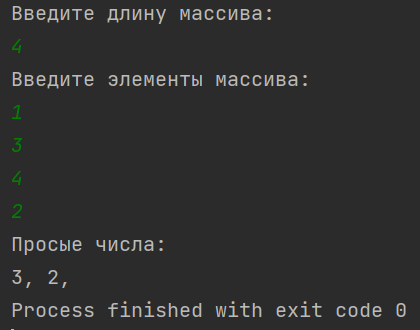 Введите длину массива:
4
Введите элементы массива:
1
3
4
2
Просые числа:
3, 2,
Process finished with exit code 0